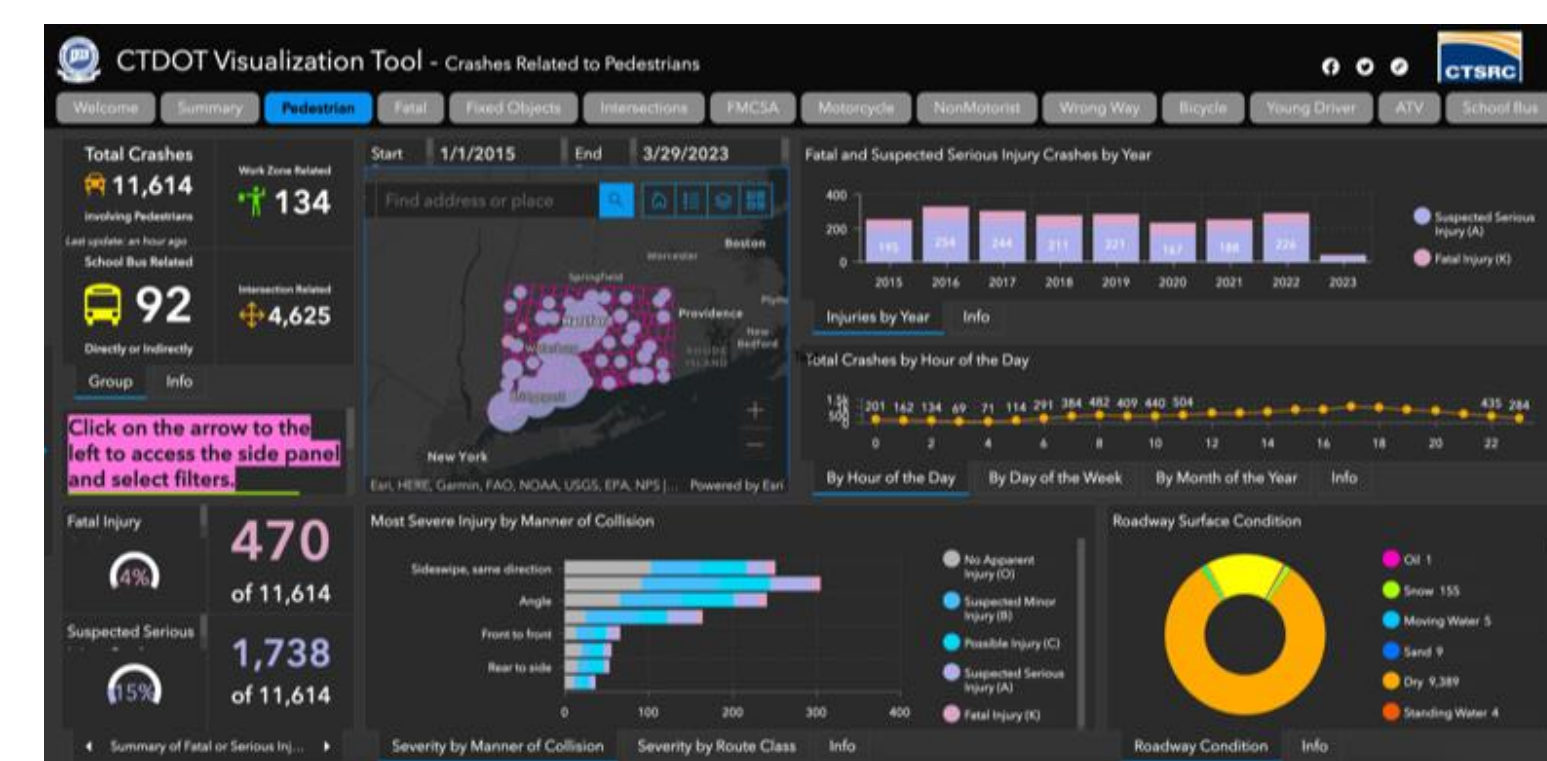 CTDOT Visualization Tool - Crashes Related to Pedestrians
CTSRC
Welcome Summary Pedestrian Fatal Fixed Objects Intersections FMCSA Motorcycle NonMotorist Wrong Way Bicycle Young Driver ATV School Bus
Total Crashes
11,614
involving Pedestrians
Last update: an hour ago
Work Zone Related
134
School Bus Related
92
Directly or Indirectly
Intersection Related
4,625
Group Info
Click on the arrow to the
left to access the side panel
and select filters.
Start 1/1/2015 End 3/29/2023
Find address or place
Boston
Worcester
Springfield
Hartford
Providence
Waterbury
New
Bedford
RHODE
ISLAND
Bridgeport
New York
+
−
Esri, HERE, Garmin, FAO, NOAA, USGS, EPA, NPS | ... Powered by Esri
Fatal and Suspected Serious Injury Crashes by Year
400
200
0
195 254 244 211 221 167 188 226
2015 2016 2017 2018 2019 2020 2021 2022 2023
Suspected Serious
Injury (A)
Fatal Injury (K)
Injuries by Year Info
Total Crashes by Hour of the Day
1.5k
500
201 162 134 69 71 114 291 384 482 409 440 504 435 284
0 2 4 6 8 10 12 14 16 18 20 22
By Hour of the Day By Day of the Week By Month of the Year Info
Fatal Injury
4%
470
of 11,614
Suspected Serious
15%
1,738
of 11,614
Summary of Fatal or Serious Inj...
Most Severe Injury by Manner of Collision
Sideswipe, same direction
Angle
Front to front
Rear to side
0 100 200 300 400
No Apparent
Injury (O)
Suspected Minor
Injury (B)
Possible Injury (C)
Suspected Serious
Injury (A)
Fatal Injury (K)
Severity by Manner of Collision Severity by Route Class Info
Roadway Surface Condition
Oil 1
Snow 155
Moving Water 5
Sand 9
Dry 9,389
Standing Water 4
Roadway Condition Info